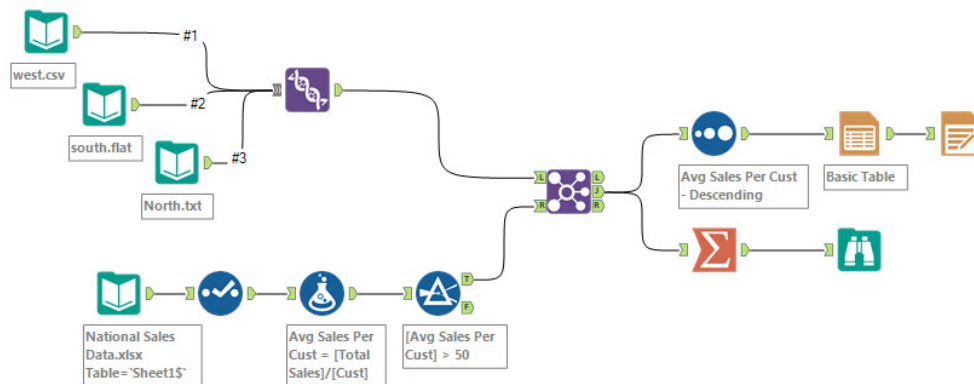 #1
west.csv
#2
south.flat
#3
North.txt
L
R
L
J
R
Avg Sales Per Cust
- Descending
Basic Table
National Sales
Data.xlsx
Table=`Sheet1$`
Avg Sales Per
Cust = [Total
Sales]/[Cust]
T
F
[Avg Sales Per
Cust] > 50
Σ